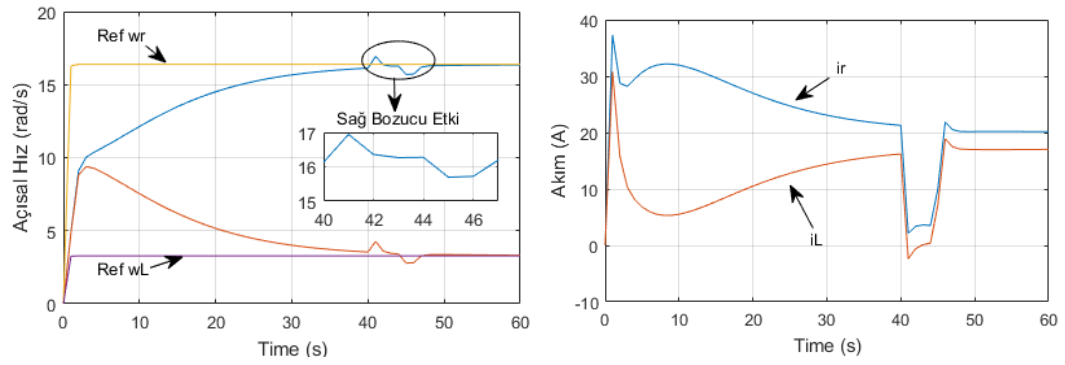 20
15
10
5
0
Açısal Hız (rad/s)
Ref wr
Sağ Bozucu Etki
17
16
15
40 42 44 46
Ref wL
0 10 20 30 40 50 60
Time (s)
40
30
20
10
0
-10
Akım (A)
ir
iL
0 10 20 30 40 50 60
Time (s)